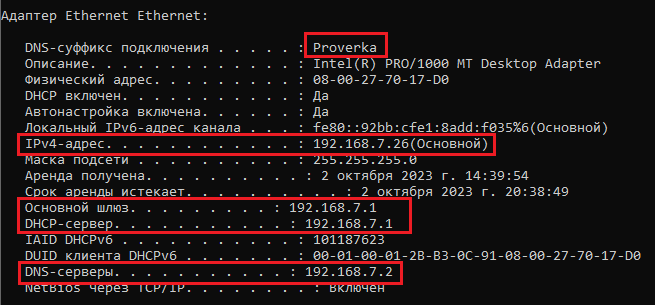 Адаптер Ethernet Ethernet:
DNS-суффикс подключения . . . . . : Proverka
Описание. . . . . . . . . . . . . : Intel(R) PRO/1000 MT Desktop Adapter
Физический адрес. . . . . . . . . : 08-00-27-70-17-D0
DHCP включен. . . . . . . . . . . : Да
Автонастройка включена. . . . . . : Да
Локальный IPv6-адрес канала . . . : fe80::92bb:cfe1:8add:f035%6(Основной)
IPv4-адрес. . . . . . . . . . . . : 192.168.7.26(Основной)
Маска подсети . . . . . . . . . . : 255.255.255.0
Аренда получена. . . . . . . . . . : 2 октября 2023 г. 14:39:54
Срок аренды истекает. . . . . . . . . . : 2 октября 2023 г. 20:38:49
Основной шлюз. . . . . . . . . : 192.168.7.1
DHCP-сервер. . . . . . . . . . . : 192.168.7.1
IAID DHCPv6 . . . . . . . . . . . : 101187623
DUID клиента DHCPv6 . . . . . . . : 00-01-00-01-2B-B3-0C-91-08-00-27-70-17-D0
DNS-серверы. . . . . . . . . . . : 192.168.7.2
NetBios через TCP/IP. . . . . . . . : Включен